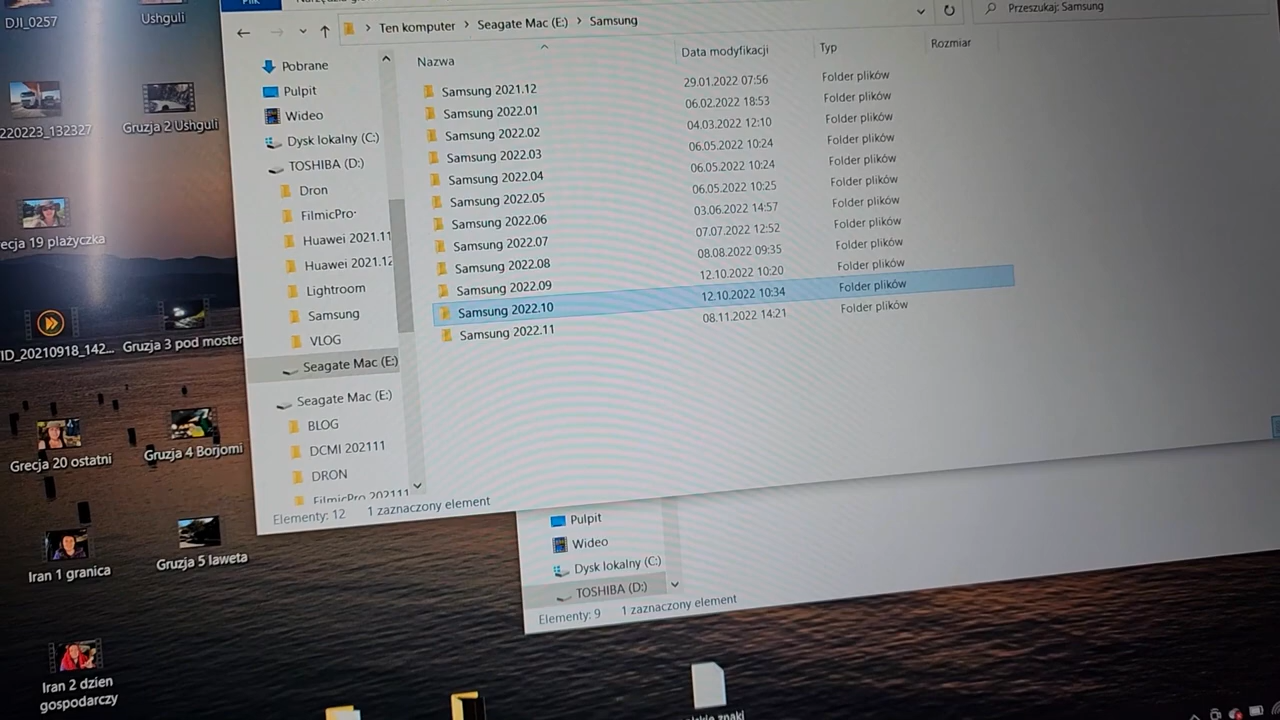 DJI_0257
Ushguli
220223_132327
Gruzja 2 Ushguli
ecja 19 plażyczka
ID_20210918_142...
Gruzja 3 pod moster
Grecja 20 ostatni
Gruzja 4 Borjomi
Iran 1 granica
Gruzja 5 laweta
Iran 2 dzien
gospodarczy
Plik
Ten komputer > Seagate Mac (E:) > Samsung
Przeszukaj: Samsung
Pobrane
Pulpit
Wideo
Dysk lokalny (C:)
TOSHIBA (D:)
Dron
FilmicPro
Huawei 2021.11
Huawei 2021.12
Lightroom
Samsung
VLOG
Seagate Mac (E:)
Seagate Mac (E:)
BLOG
DCMI 202111
DRON
FilmicPro 202111
Nazwa Data modyfikacji Typ Rozmiar
Samsung 2021.12 29.01.2022 07:56 Folder plików
Samsung 2022.01 06.02.2022 18:53 Folder plików
Samsung 2022.02 04.03.2022 12:10 Folder plików
Samsung 2022.03 06.05.2022 10:24 Folder plików
Samsung 2022.04 06.05.2022 10:24 Folder plików
Samsung 2022.05 06.05.2022 10:25 Folder plików
Samsung 2022.06 03.06.2022 14:57 Folder plików
Samsung 2022.07 07.07.2022 12:52 Folder plików
Samsung 2022.08 08.08.2022 09:35 Folder plików
Samsung 2022.09 12.10.2022 10:20 Folder plików
Samsung 2022.10 12.10.2022 10:34 Folder plików
Samsung 2022.11 08.11.2022 14:21 Folder plików
Elementy: 12 1 zaznaczony element
Pulpit
Wideo
Dysk lokalny (C:)
TOSHIBA (D:)
Elementy: 9 1 zaznaczony element
znaki